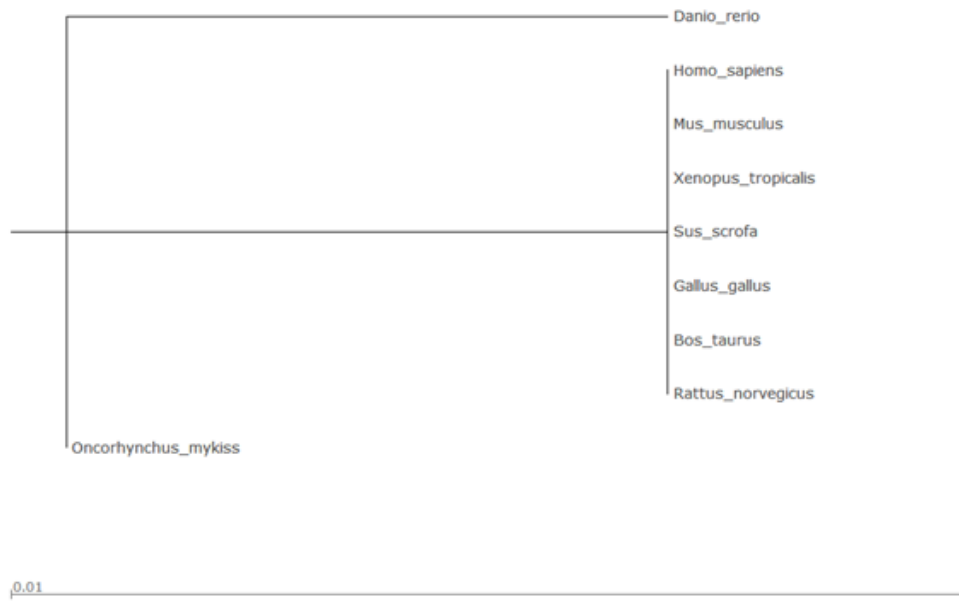 Danio_rerio
Homo_sapiens
Mus_musculus
Xenopus_tropicalis
Sus_scrofa
Gallus_gallus
Bos_taurus
Rattus_norvegicus
Oncorhynchus_mykiss
0.01